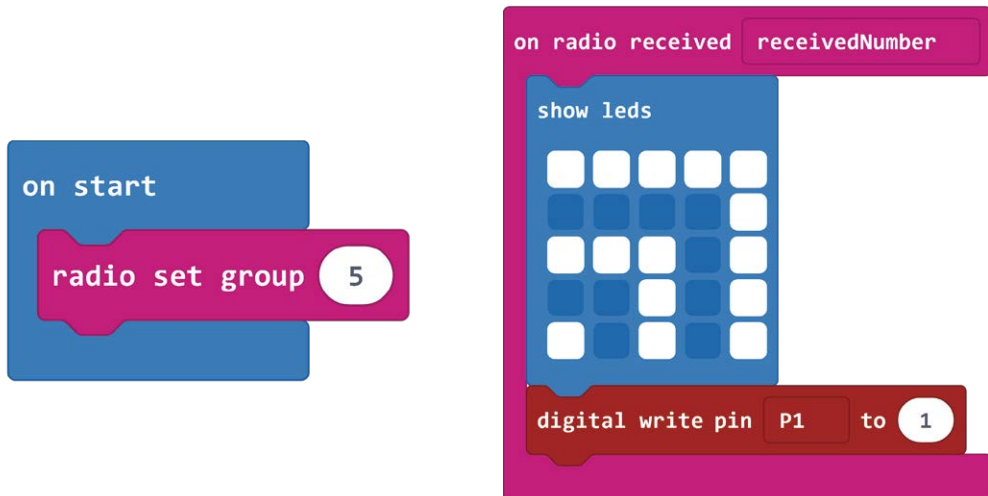 on start
radio set group 5
on radio received receivedNumber
show leds
digital write pin P1 to 1